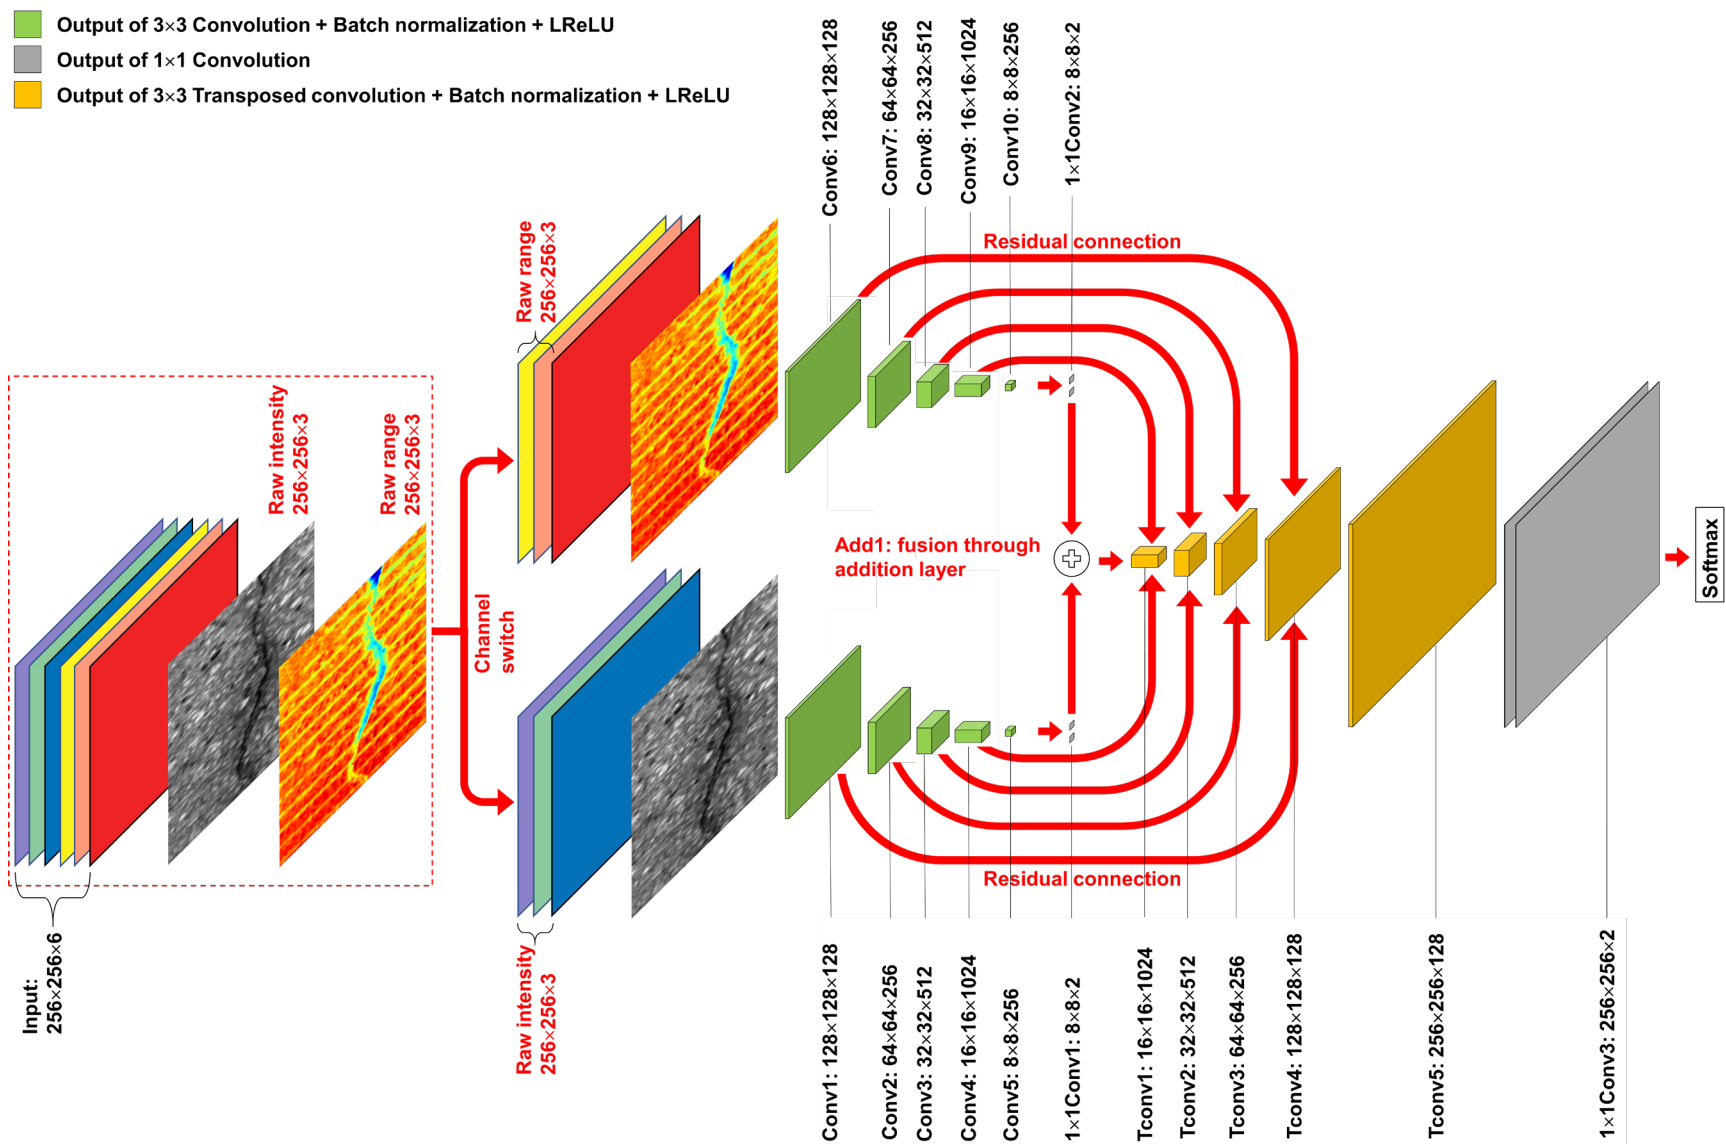 Output of 3×3 Convolution + Batch normalization + LReLU
Output of 1×1 Convolution
Output of 3×3 Transposed convolution + Batch normalization + LReLU
Input:
256×256×6
Raw intensity
256×256×3
Raw range
256×256×3
Channel
switch
Raw range
256×256×3
Raw intensity
256×256×3
Conv6: 128×128×128
Conv7: 64×64×256
Conv8: 32×32×512
Conv9: 16×16×1024
Conv10: 8×8×256
1×1Conv2: 8×8×2
Residual connection
Add1: fusion through
addition layer
Residual connection
Conv1: 128×128×128
Conv2: 64×64×256
Conv3: 32×32×512
Conv4: 16×16×1024
Conv5: 8×8×256
1×1Conv1: 8×8×2
Tconv1: 16×16×1024
Tconv2: 32×32×512
Tconv3: 64×64×256
Tconv4: 128×128×128
Tconv5: 256×256×128
1×1Conv3: 256×256×2
Softmax